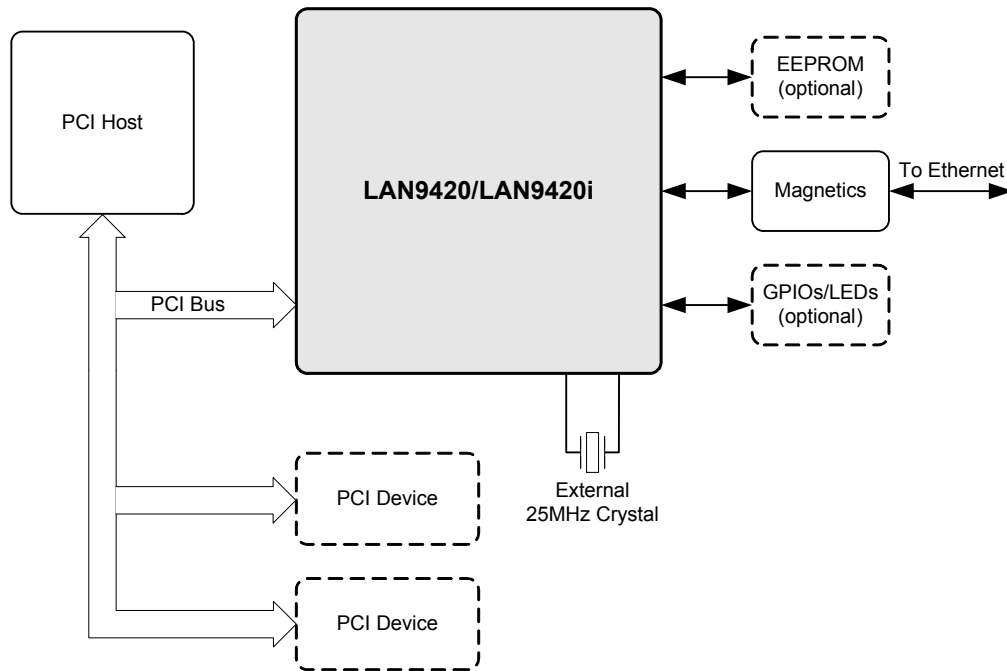 PCI Host
LAN9420/LAN9420i
EEPROM
(optional)
To Ethernet
Magnetics
GPIOs/LEDs
(optional)
PCI Bus
External
25MHz Crystal
PCI Device
PCI Device